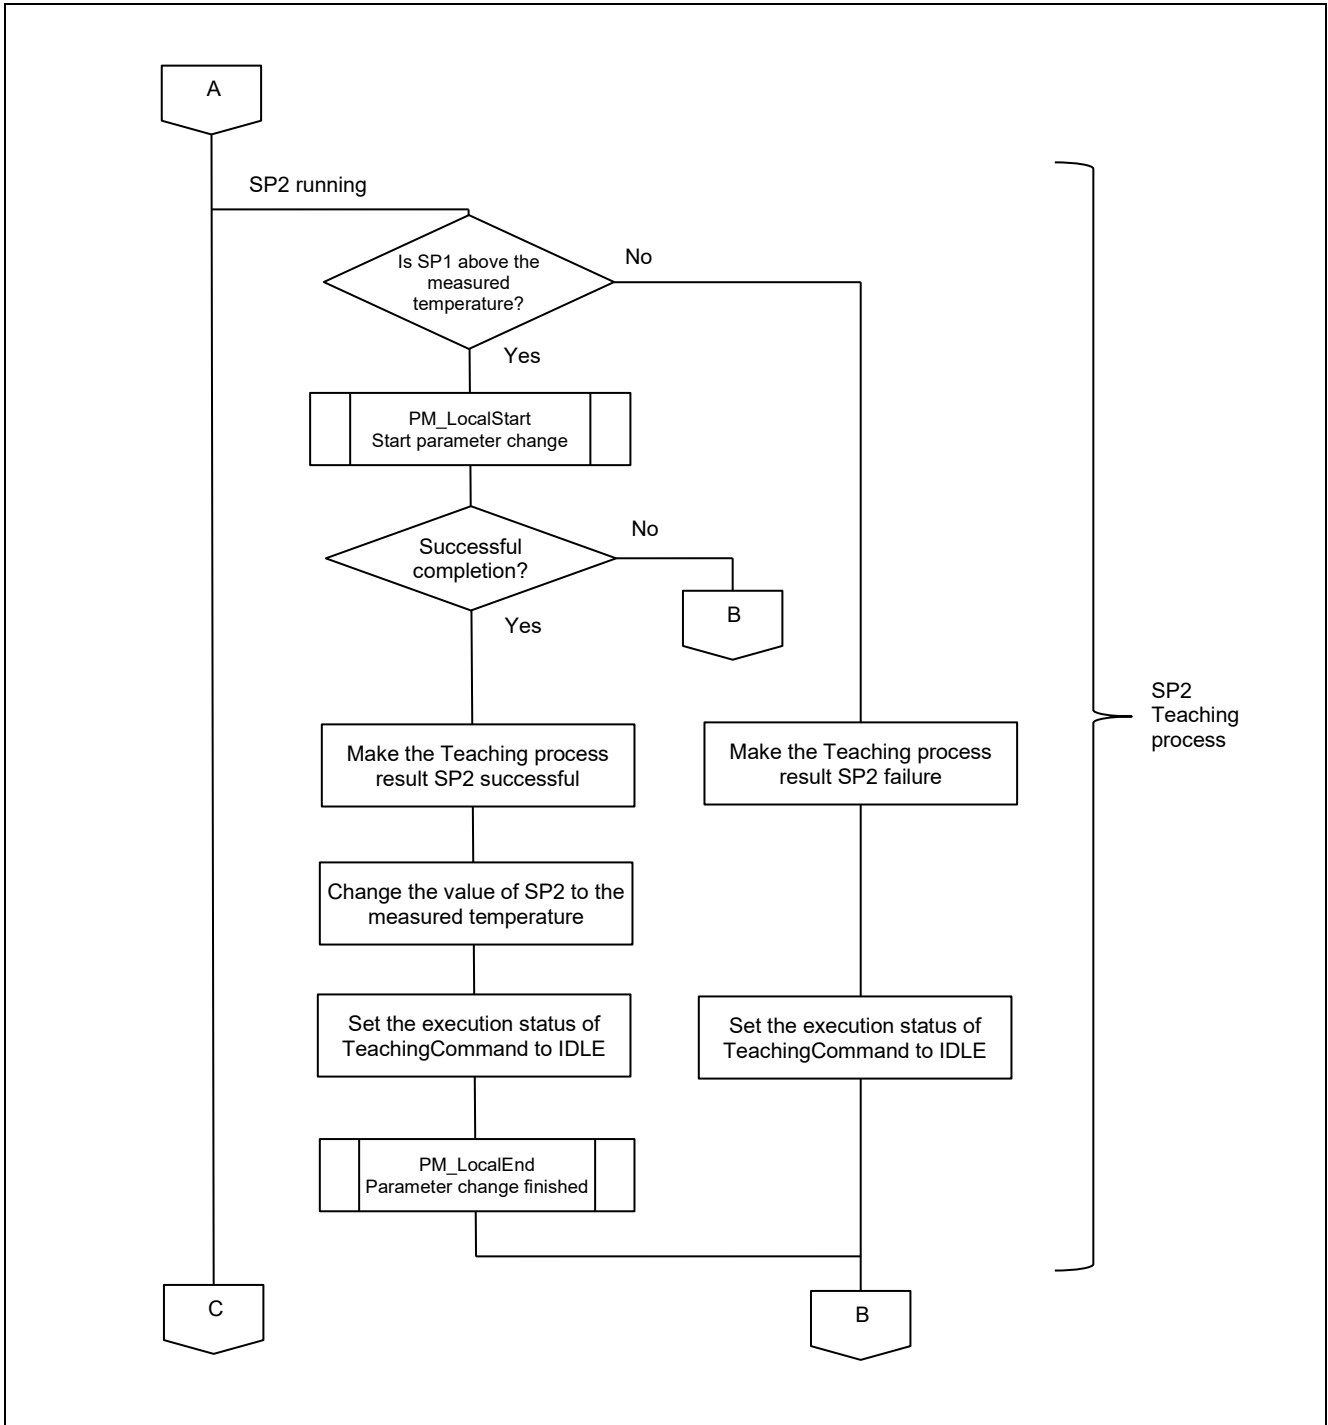 A
SP2 running
Is SP1 above the
measured
temperature?
No
Yes
PM_LocalStart
Start parameter change
Successful
completion?
No
B
Yes
SP2
Teaching
process
Make the Teaching process
result SP2 successful
Make the Teaching process
result SP2 failure
Change the value of SP2 to the
measured temperature
Set the execution status of
TeachingCommand to IDLE
Set the execution status of
TeachingCommand to IDLE
PM_LocalEnd
Parameter change finished
C
B